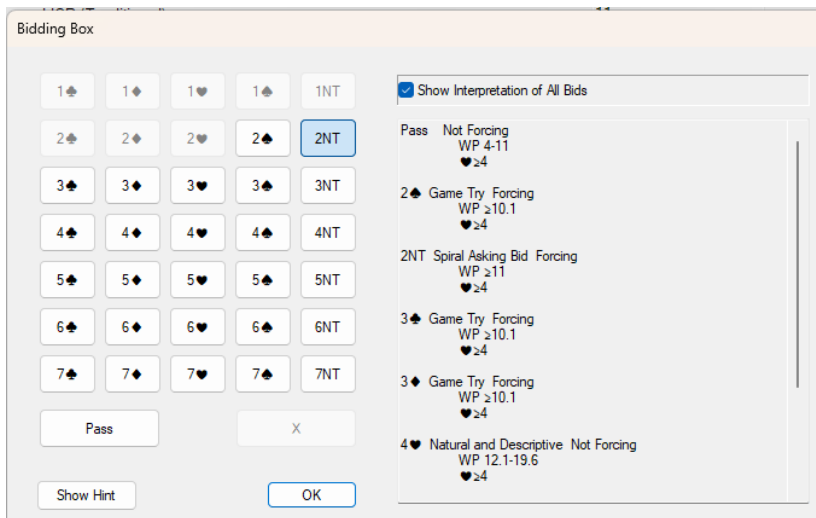 Bidding Box
1♣ 1♦ 1♥ 1♠ 1NT
2♣ 2♦ 2♥ 2♠ 2NT
3♣ 3♦ 3♥ 3♠ 3NT
4♣ 4♦ 4♥ 4♠ 4NT
5♣ 5♦ 5♥ 5♠ 5NT
6♣ 6♦ 6♥ 6♠ 6NT
7♣ 7♦ 7♥ 7♠ 7NT
Pass X
Show Hint OK
Show Interpretation of All Bids
Pass Not Forcing
WP 4-11
♥≥4
2♠ Game Try Forcing
WP ≥10.1
♥≥4
2NT Spiral Asking Bid Forcing
WP ≥11
♥≥4
3♣ Game Try Forcing
WP ≥10.1
♥≥4
3♦ Game Try Forcing
WP ≥10.1
♥≥4
4♥ Natural and Descriptive Not Forcing
WP 12.1-19.6
♥≥4